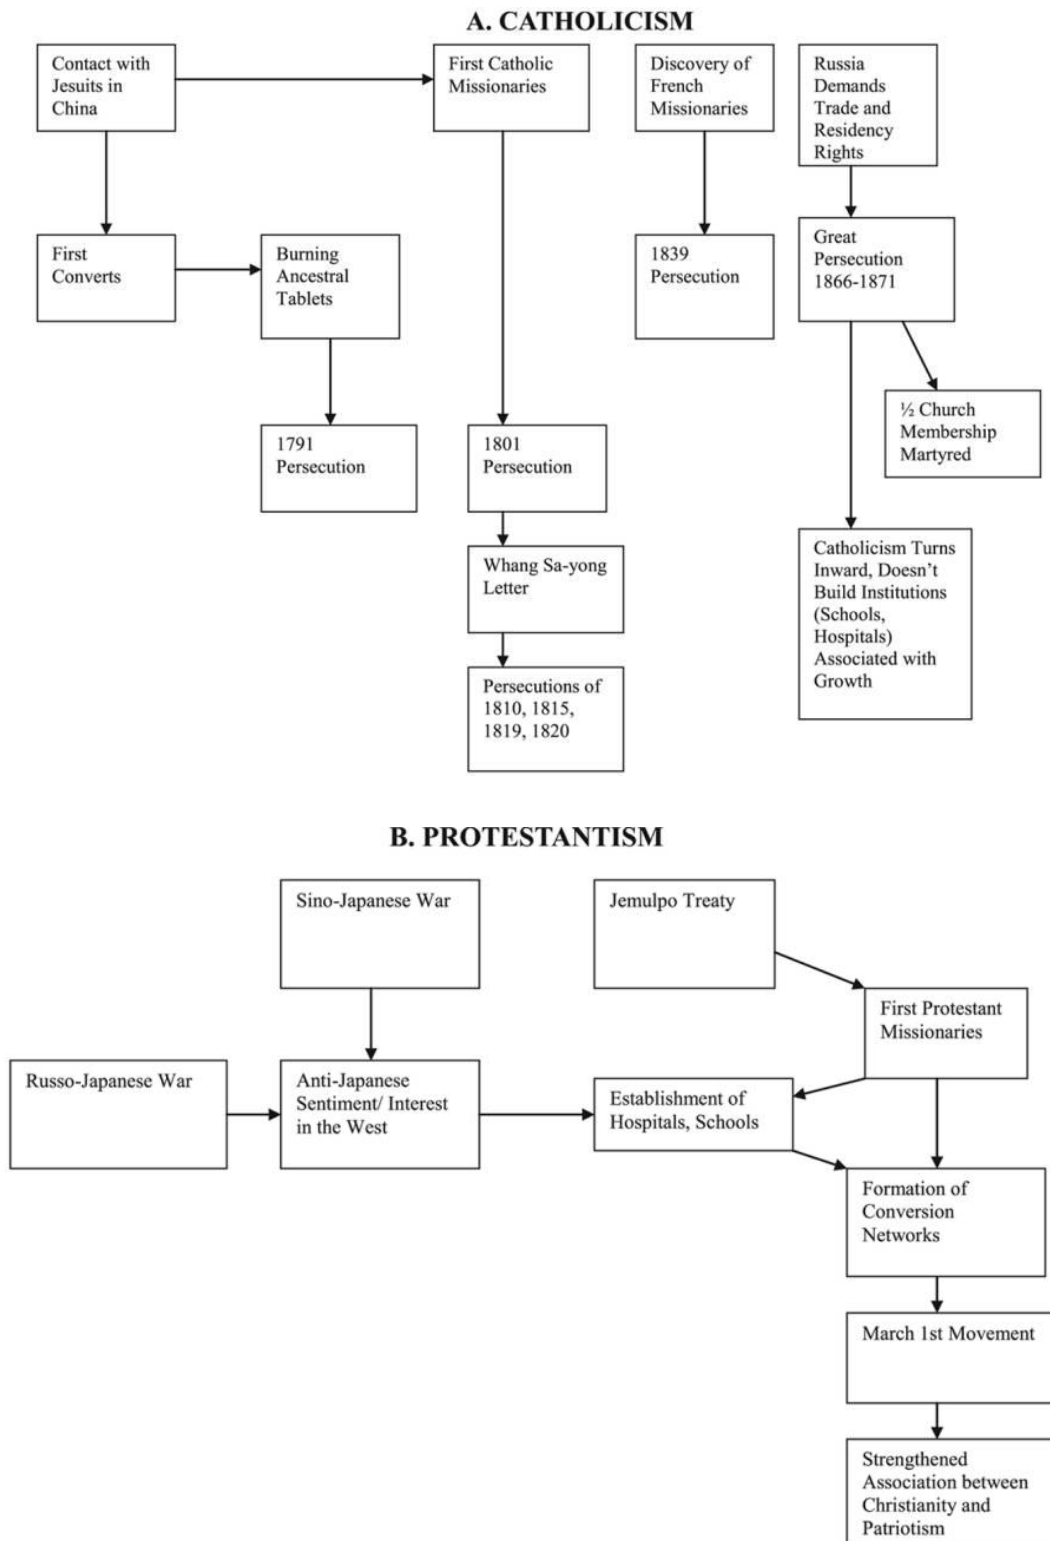 A. CATHOLICISM
Contact with
Jesuits in
China
First Catholic
Missionaries
Discovery of
French
Missionaries
Russia
Demands
Trade and
Residency
Rights
First
Converts
Burning
Ancestral
Tablets
1839
Persecution
Great
Persecution
1866-1871
½ Church
Membership
Martyred
1791
Persecution
1801
Persecution
Whang Sa-yong
Letter
Persecutions of
1810, 1815,
1819, 1820
Catholicism Turns
Inward, Doesn't
Build Institutions
(Schools,
Hospitals)
Associated with
Growth
B. PROTESTANTISM
Sino-Japanese War
Jemulpo Treaty
First Protestant
Missionaries
Russo-Japanese War
Anti-Japanese
Sentiment/ Interest
in the West
Establishment of
Hospitals, Schools
Formation of
Conversion
Networks
March 1st Movement
Strengthened
Association between
Christianity and
Patriotism